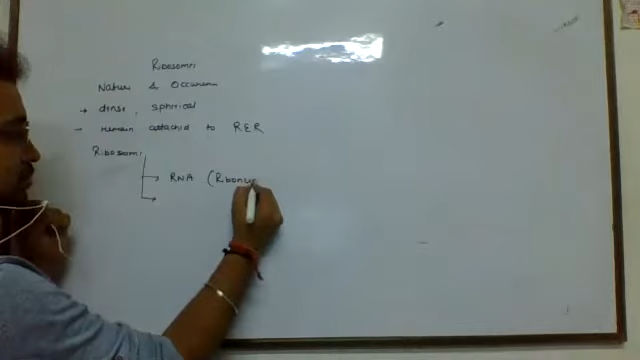 Ribosomes
Nature & Occurrence
→ dense, spherical
→ remain attached to RER
Ribosomes
→ RNA (Ribonu
→